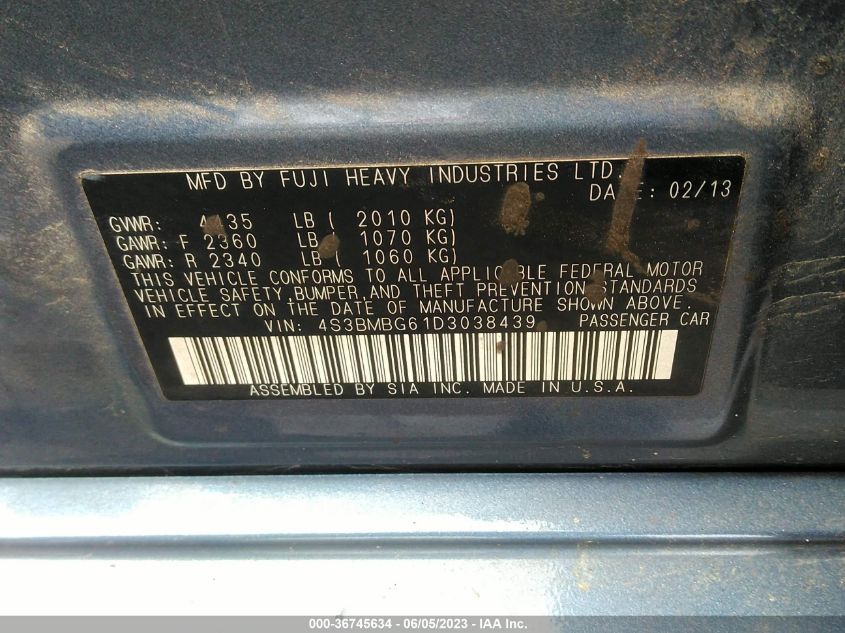 MFD BY FUJI HEAVY INDUSTRIES LTD.
DATE: 02/13
GVWR: LB ( 2010 KG)
GAWR: F 2360 LB ( 1070 KG)
GAWR: R 2340 LB ( 1060 KG)
THIS VEHICLE CONFORMS TO ALL APPLICABLE FEDERAL MOTOR
VEHICLE SAFETY,BUMPER,AND THEFT PREVENTION STANDARDS
IN EFFECT ON THE DATE OF MANUFACTURE SHOWN ABOVE.
VIN: 4S3BMBG61D3038439 PASSENGER CAR
ASSEMBLED BY SIA INC. MADE IN U.S.A.
000-36745634 / 06/05/2023 - IAA Inc.